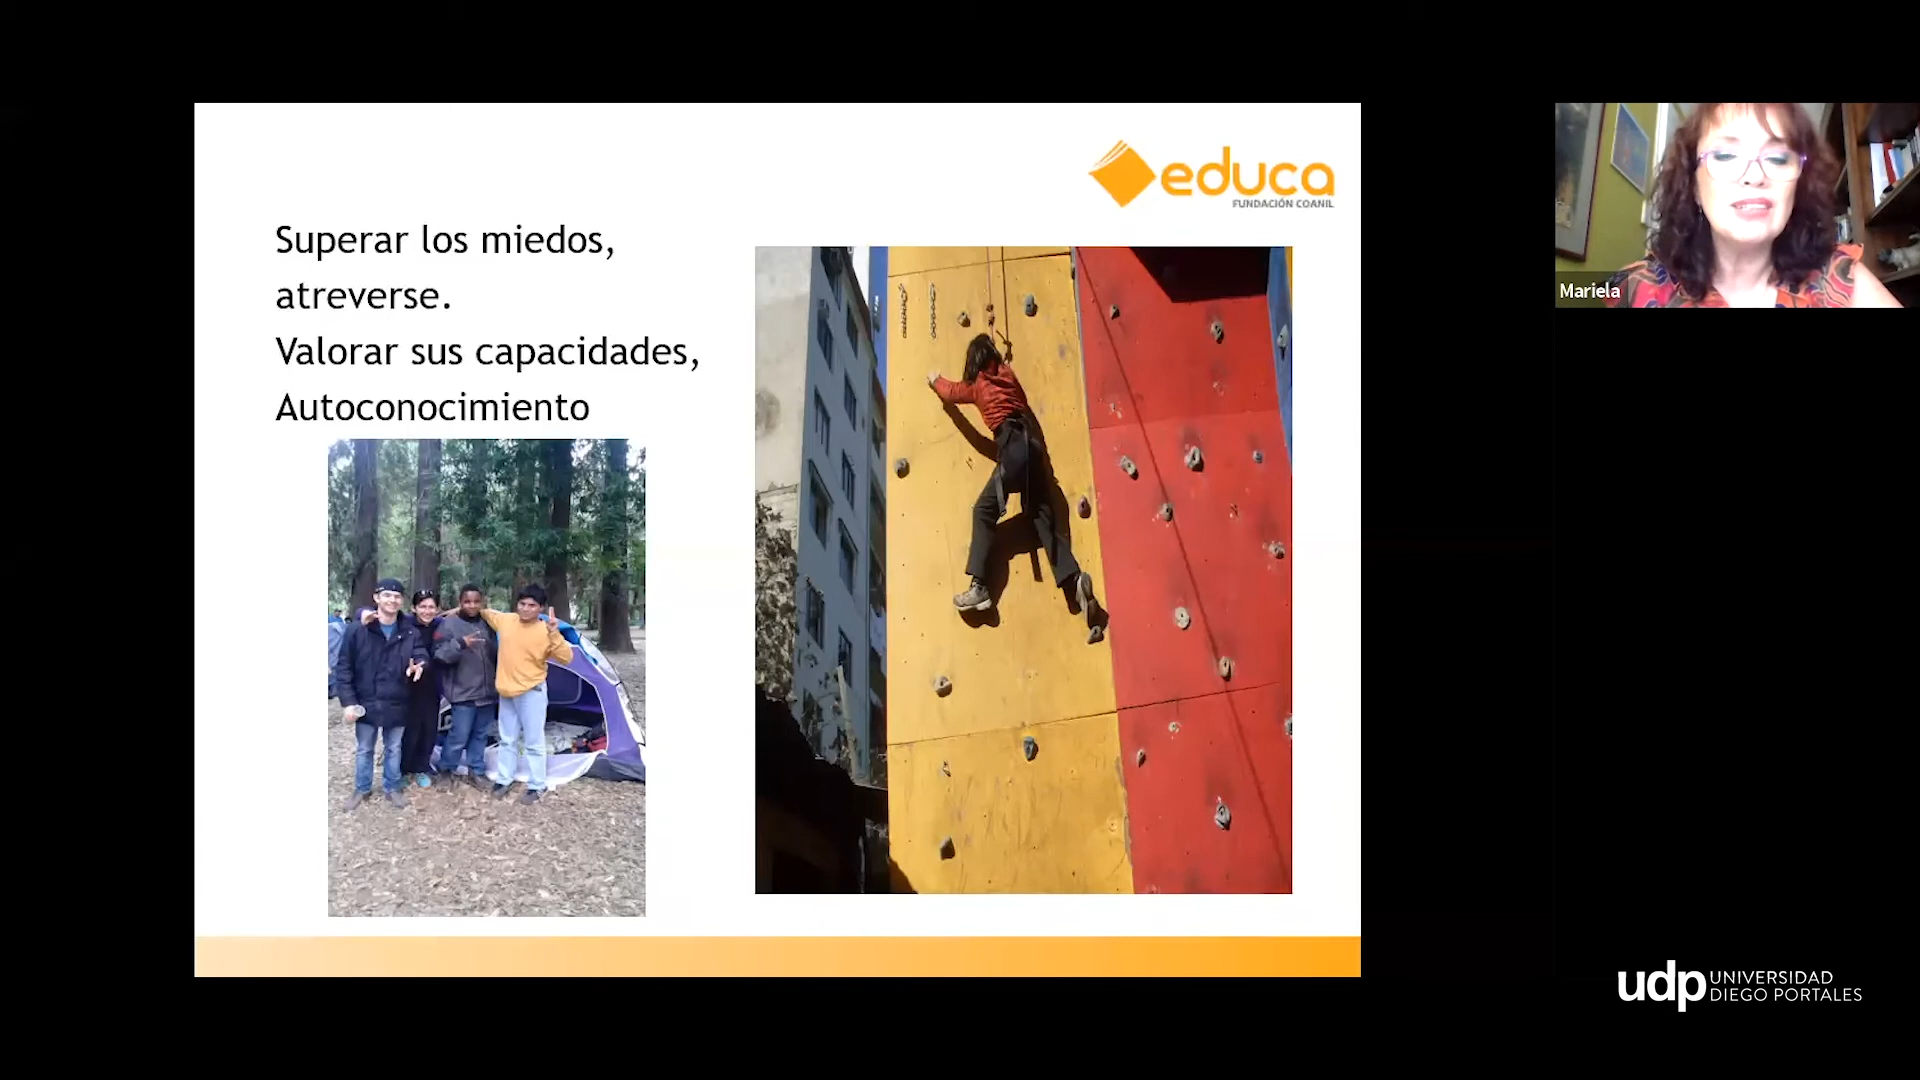 educa
FUNDACIÓN COANIL
Superar los miedos,
atreverse.
Valorar sus capacidades,
Autoconocimiento
Mariela
udp UNIVERSIDAD
DIEGO PORTALES